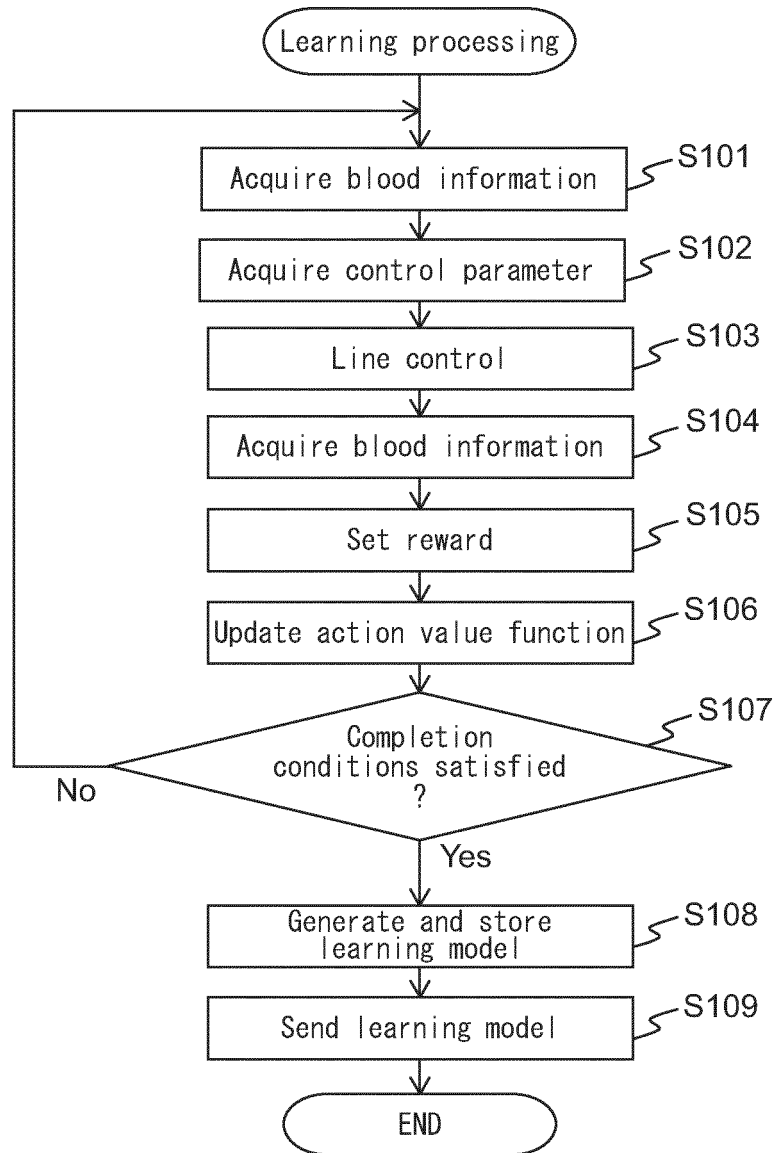 Learning processing
Acquire blood information
S101
Acquire control parameter
S102
Line control
S103
Acquire blood information
S104
Set reward
S105
Update action value function
S106
Completion
conditions satisfied
?
S107
No
Yes
Generate and store
learning model
S108
Send learning model
S109
END